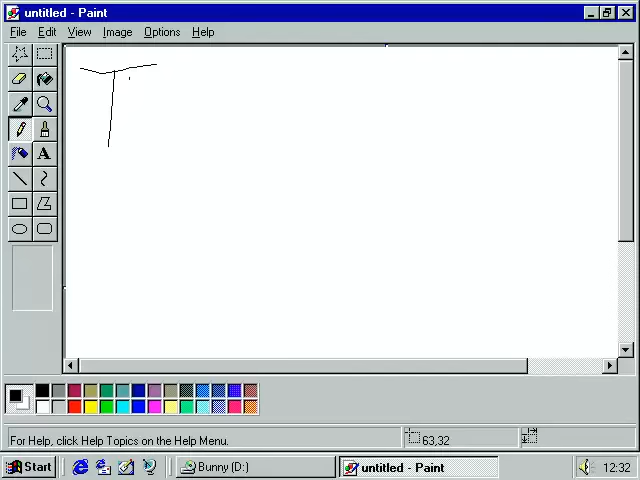 untitled - Paint
File Edit View Image Options Help
T
A
For Help, click Help Topics on the Help Menu.
63,32
Start
Bunny (D:)
untitled - Paint
12:32